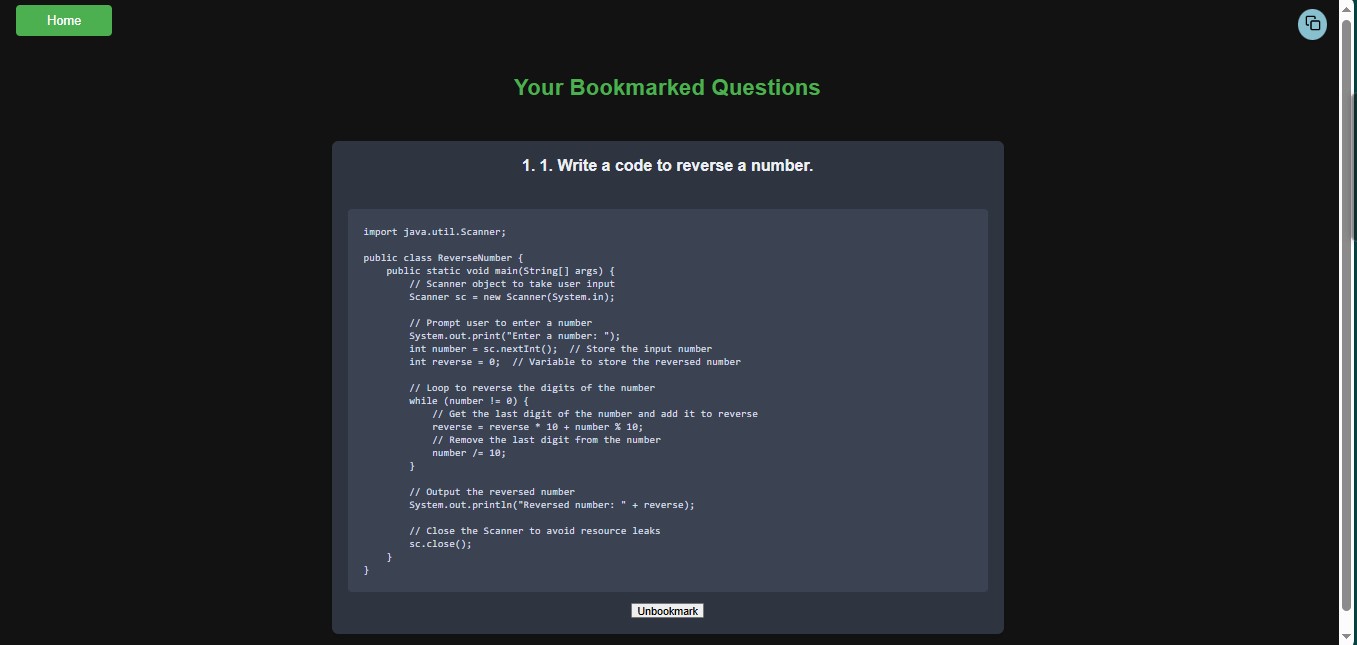 Home
Your Bookmarked Questions
1. 1. Write a code to reverse a number.
import java.util.Scanner;
public class ReverseNumber {
    public static void main(String[] args) {
        // Scanner object to take user input
        Scanner sc = new Scanner(System.in);
        // Prompt user to enter a number
        System.out.print("Enter a number: ");
        int number = sc.nextInt();  // Store the input number
        int reverse = 0;  // Variable to store the reversed number
        // Loop to reverse the digits of the number
        while (number != 0) {
            // Get the last digit of the number and add it to reverse
            reverse = reverse * 10 + number % 10;
            // Remove the last digit from the number
            number /= 10;
        }
        // Output the reversed number
        System.out.println("Reversed number: " + reverse);
        // Close the Scanner to avoid resource leaks
        sc.close();
    }
}
Unbookmark